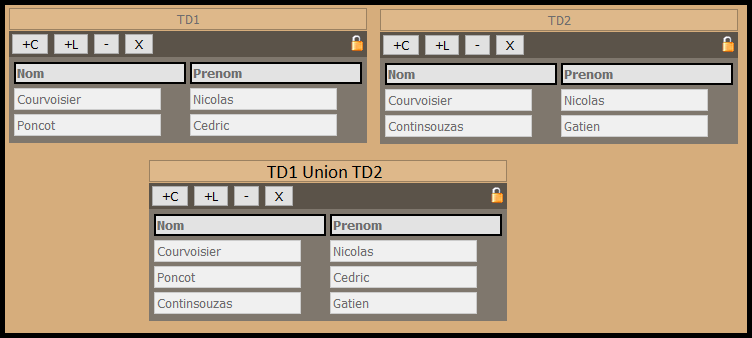 TD1
+C +L - X
Nom Prenom
Courvoisier Nicolas
Poncot Cedric
TD2
+C +L - X
Nom Prenom
Courvoisier Nicolas
Continsouzas Gatien
TD1 Union TD2
+C +L - X
Nom Prenom
Courvoisier Nicolas
Poncot Cedric
Continsouzas Gatien